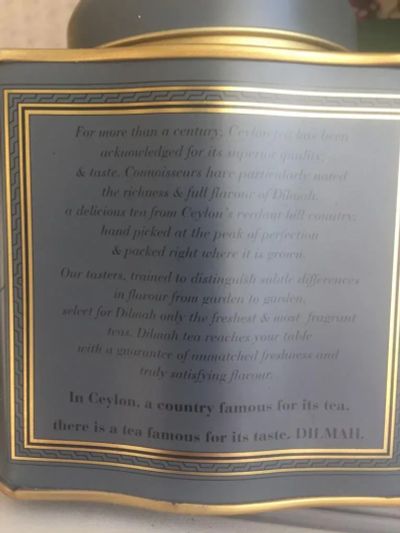 For more than a century, Ceylon tea has been
acknowledged for its superior quality,
& taste. Connoisseurs have particularly noted
the richness & full flavour of Dilmah,
a delicious tea from Ceylon's verdant hill country,
hand picked at the peak of perfection
& packed right where it is grown.
Our tasters, trained to distinguish subtle differences
in flavour from garden to garden,
select for Dilmah only the freshest & most fragrant
teas. Dilmah tea reaches your table
with a guarantee of unmatched freshness and
truly satisfying flavour.
In Ceylon, a country famous for its tea,
there is a tea famous for its taste. DILMAH.